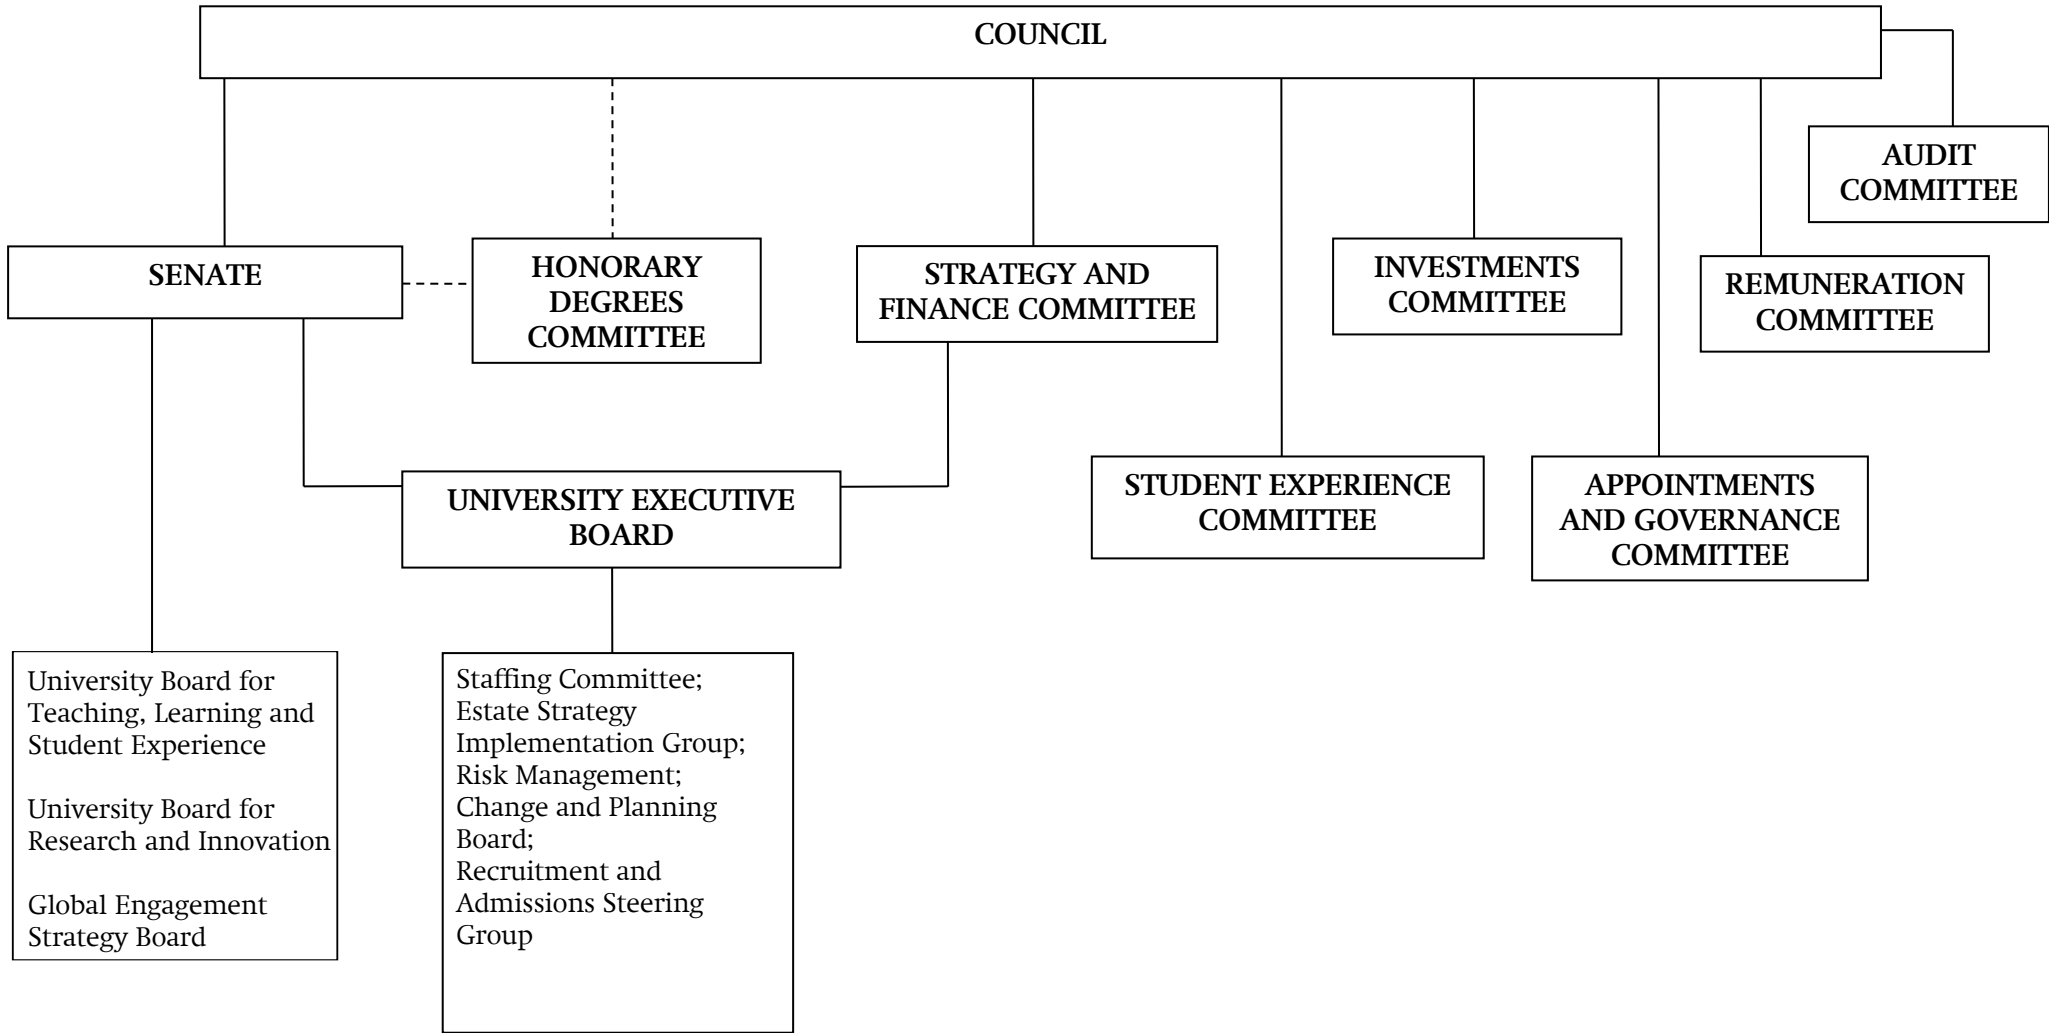 COUNCIL
AUDIT
COMMITTEE
SENATE
HONORARY
DEGREES
COMMITTEE
STRATEGY AND
FINANCE COMMITTEE
INVESTMENTS
COMMITTEE
REMUNERATION
COMMITTEE
UNIVERSITY EXECUTIVE
BOARD
STUDENT EXPERIENCE
COMMITTEE
APPOINTMENTS
AND GOVERNANCE
COMMITTEE
University Board for
Teaching, Learning and
Student Experience
University Board for
Research and Innovation
Global Engagement
Strategy Board
Staffing Committee;
Estate Strategy
Implementation Group;
Risk Management;
Change and Planning
Board;
Recruitment and
Admissions Steering
Group